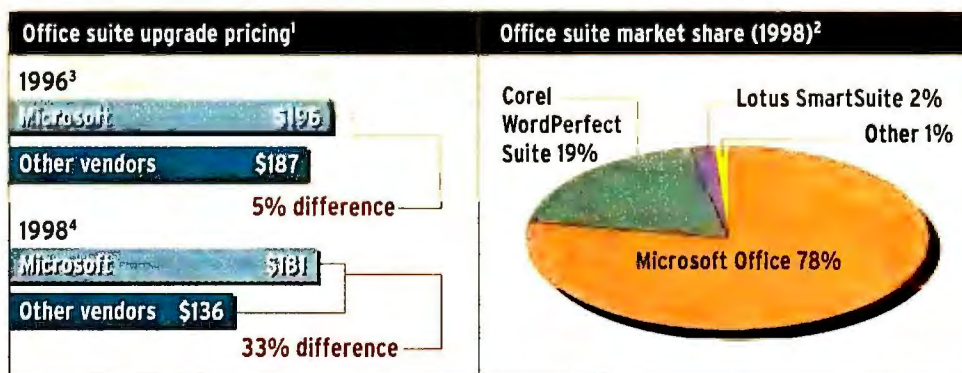 Office suite upgrade pricing¹
1996³
Microsoft $196
Other vendors $187
5% difference
1998⁴
Microsoft $181
Other vendors $136
33% difference
Office suite market share (1998)²
Corel
WordPerfect
Suite 19%
Lotus SmartSuite 2%
Other 1%
Microsoft Office 78%